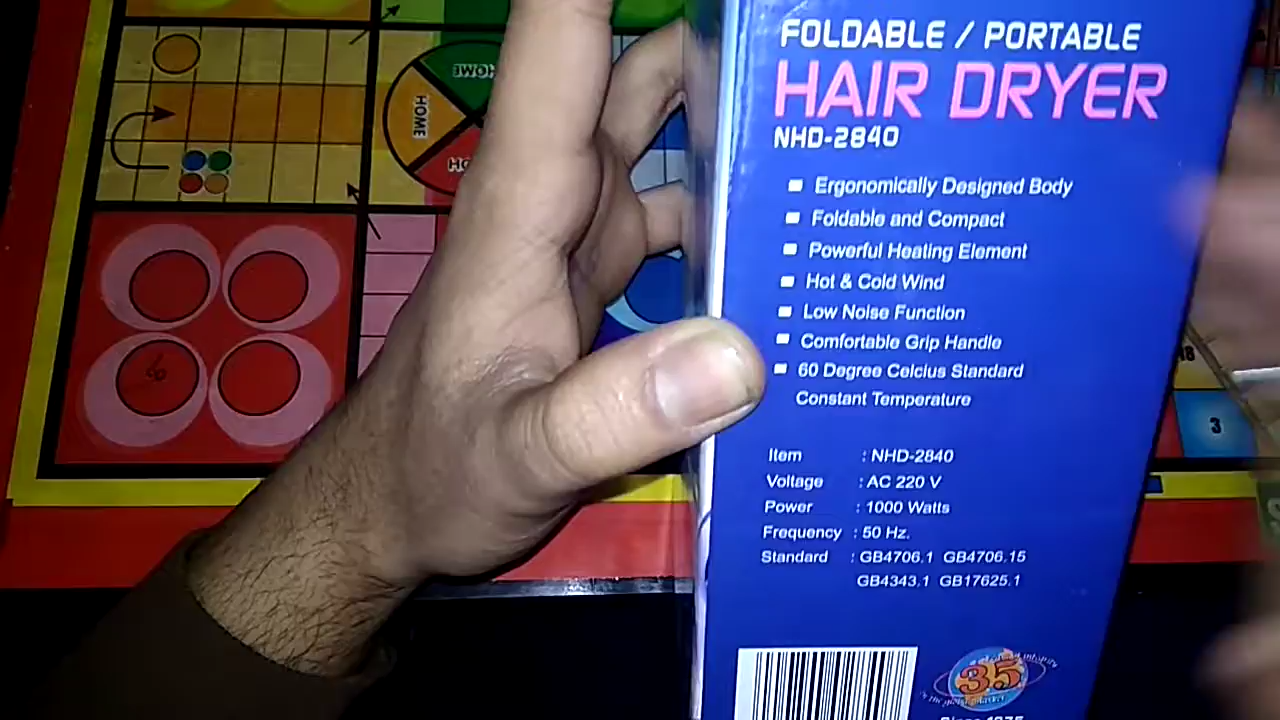 FOLDABLE / PORTABLE
HAIR DRYER
NHD-2840
Ergonomically Designed Body
Foldable and Compact
Powerful Heating Element
Hot & Cold Wind
Low Noise Function
Comfortable Grip Handle
60 Degree Celcius Standard
Constant Temperature
Item : NHD-2840
Voltage : AC 220 V
Power : 1000 Watts
Frequency : 50 Hz.
Standard : GB4706.1 GB4706.15
GB4343.1 GB17625.1
35
HOME
HOME
3